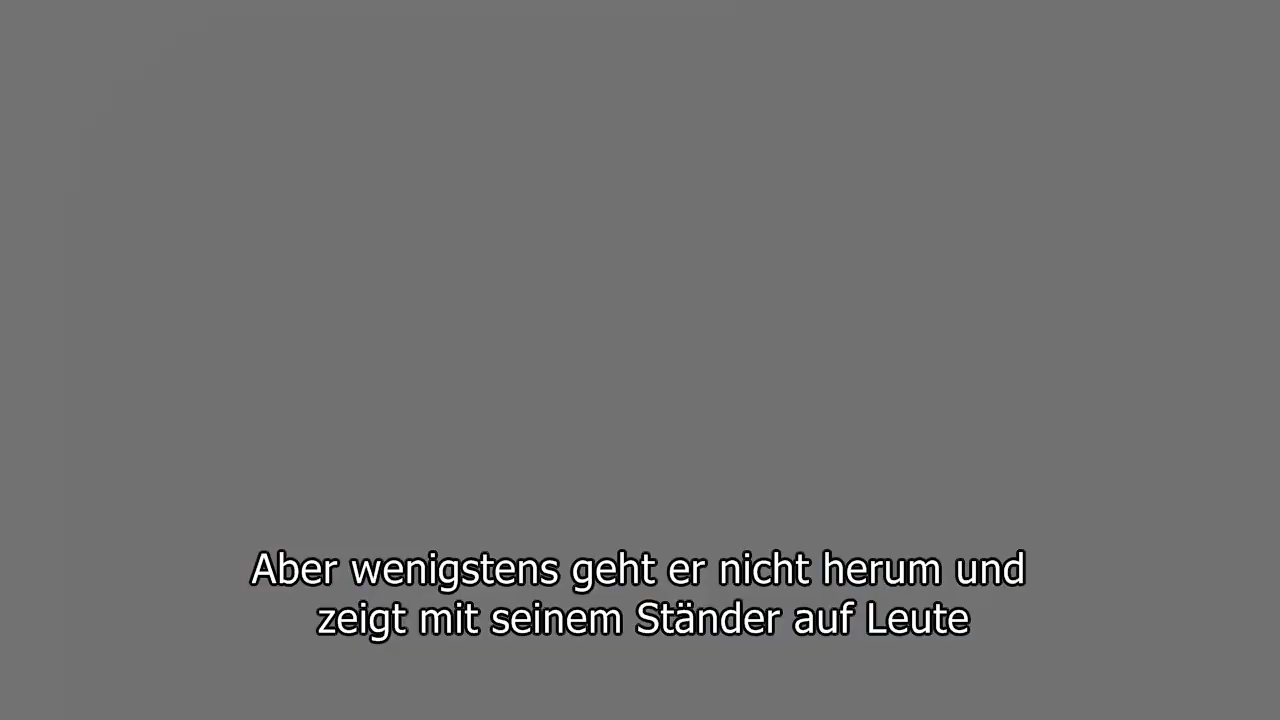 Aber wenigstens geht er nicht herum und
zeigt mit seinem Ständer auf Leute